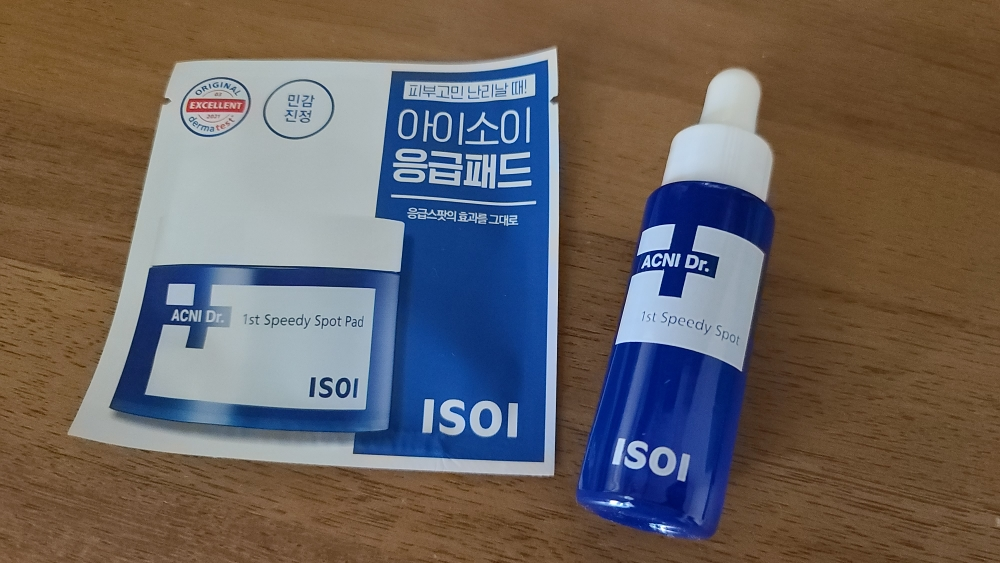 ORIGINAL
EXCELLENT
2021
dermatest
민감
진정
피부고민 난리날 때!
아이소이
응급패드
응급스팟의 효과를 그대로
ACNI Dr.
1st Speedy Spot Pad
ISOI
ISOI
ACNI Dr.
1st Speedy Spot
ISOI